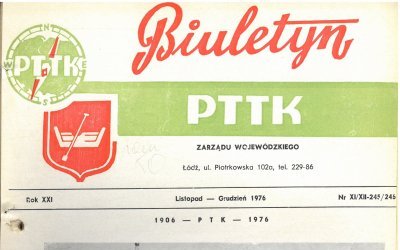 Biuletyn
N
W PTTK E
S
PTTK
ZARZĄDU WOJEWÓDZKIEGO
Łódź, ul. Piotrkowska 102a, tel. 229-86
Rok XXI Listopad — Grudzień 1976 Nr XI/XII-245/246
1906 — PTK — 1976